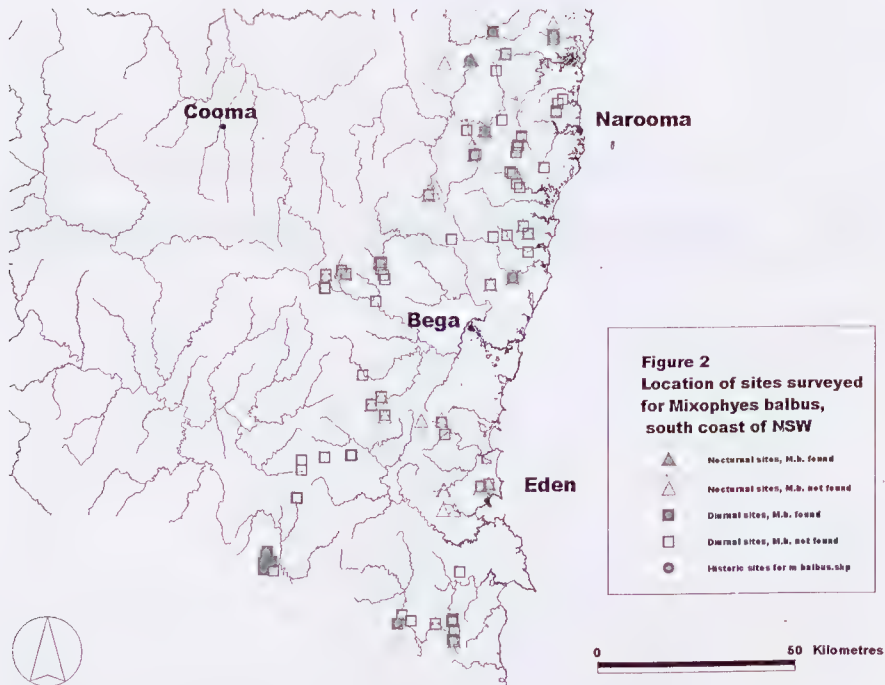 Cooma
Narooma
Bega
Eden
Figure 2
Location of sites surveyed
for Mixophyes balbus,
south coast of NSW
Nocturnal sites, M.b. found
Nocturnal sites, M.b. not found
Diurnal sites, M.b. found
Diurnal sites, M.b. not found
Historic sites for m balbus.shp
0 50 Kilometres